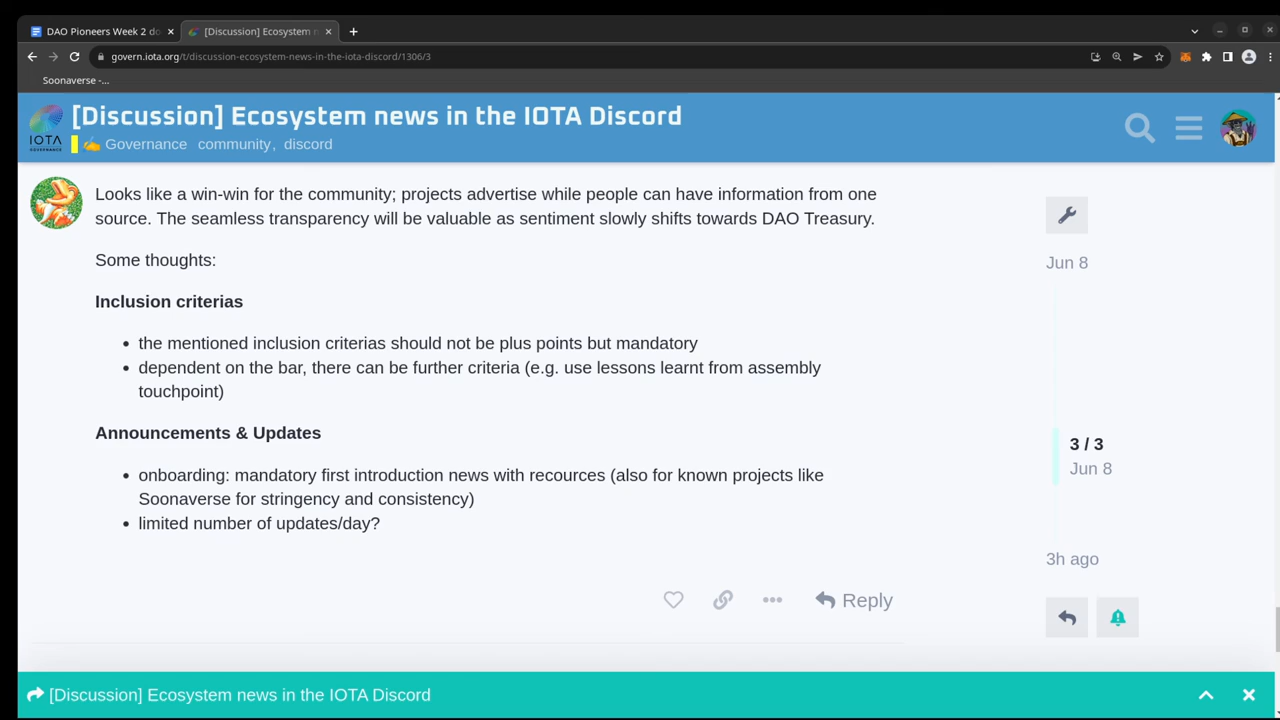 DAO Pioneers Week 2 do
[Discussion] Ecosystem n
govern.iota.org/t/discussion-ecosystem-news-in-the-iota-discord/1306/3
Soonaverse -...
IOTA
GOVERNANCE
[Discussion] Ecosystem news in the IOTA Discord
✍ Governance community, discord
Looks like a win-win for the community; projects advertise while people can have information from one
source. The seamless transparency will be valuable as sentiment slowly shifts towards DAO Treasury.
Some thoughts:
Inclusion criterias
• the mentioned inclusion criterias should not be plus points but mandatory
• dependent on the bar, there can be further criteria (e.g. use lessons learnt from assembly
touchpoint)
Announcements & Updates
• onboarding: mandatory first introduction news with recources (also for known projects like
Soonaverse for stringency and consistency)
• limited number of updates/day?
Reply
Jun 8
3 / 3
Jun 8
3h ago
[Discussion] Ecosystem news in the IOTA Discord